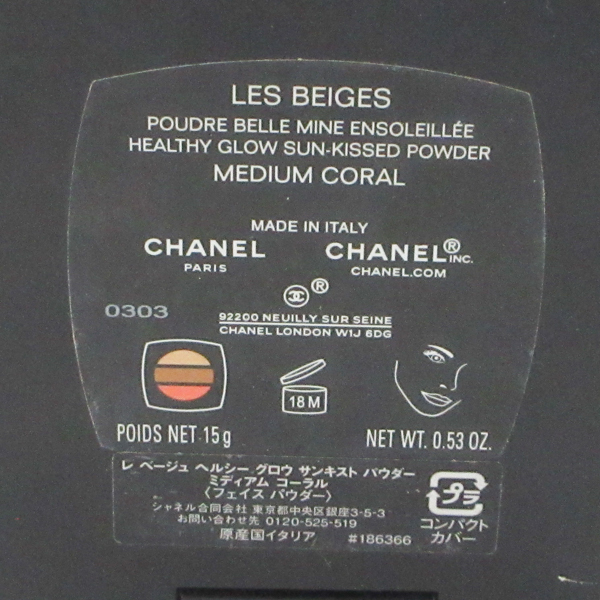 LES BEIGES
POUDRE BELLE MINE ENSOLEILLÉE
HEALTHY GLOW SUN-KISSED POWDER
MEDIUM CORAL
MADE IN ITALY
CHANEL CHANEL® INC.
PARIS CHANEL.COM
®
0303
92200 NEUILLY SUR SEINE
CHANEL LONDON W1J 6DG
18 M
POIDS NET 15 g NET WT. 0.53 OZ.
レ ベージュ ヘルシー グロウ サンキスト パウダー
ミディアム コーラル
〈フェイス パウダー〉
シャネル合同会社 東京都中央区銀座3-5-3
お問い合わせ先 0120-525-519
原産国イタリア #186366
プラ
コンパクト
カバー